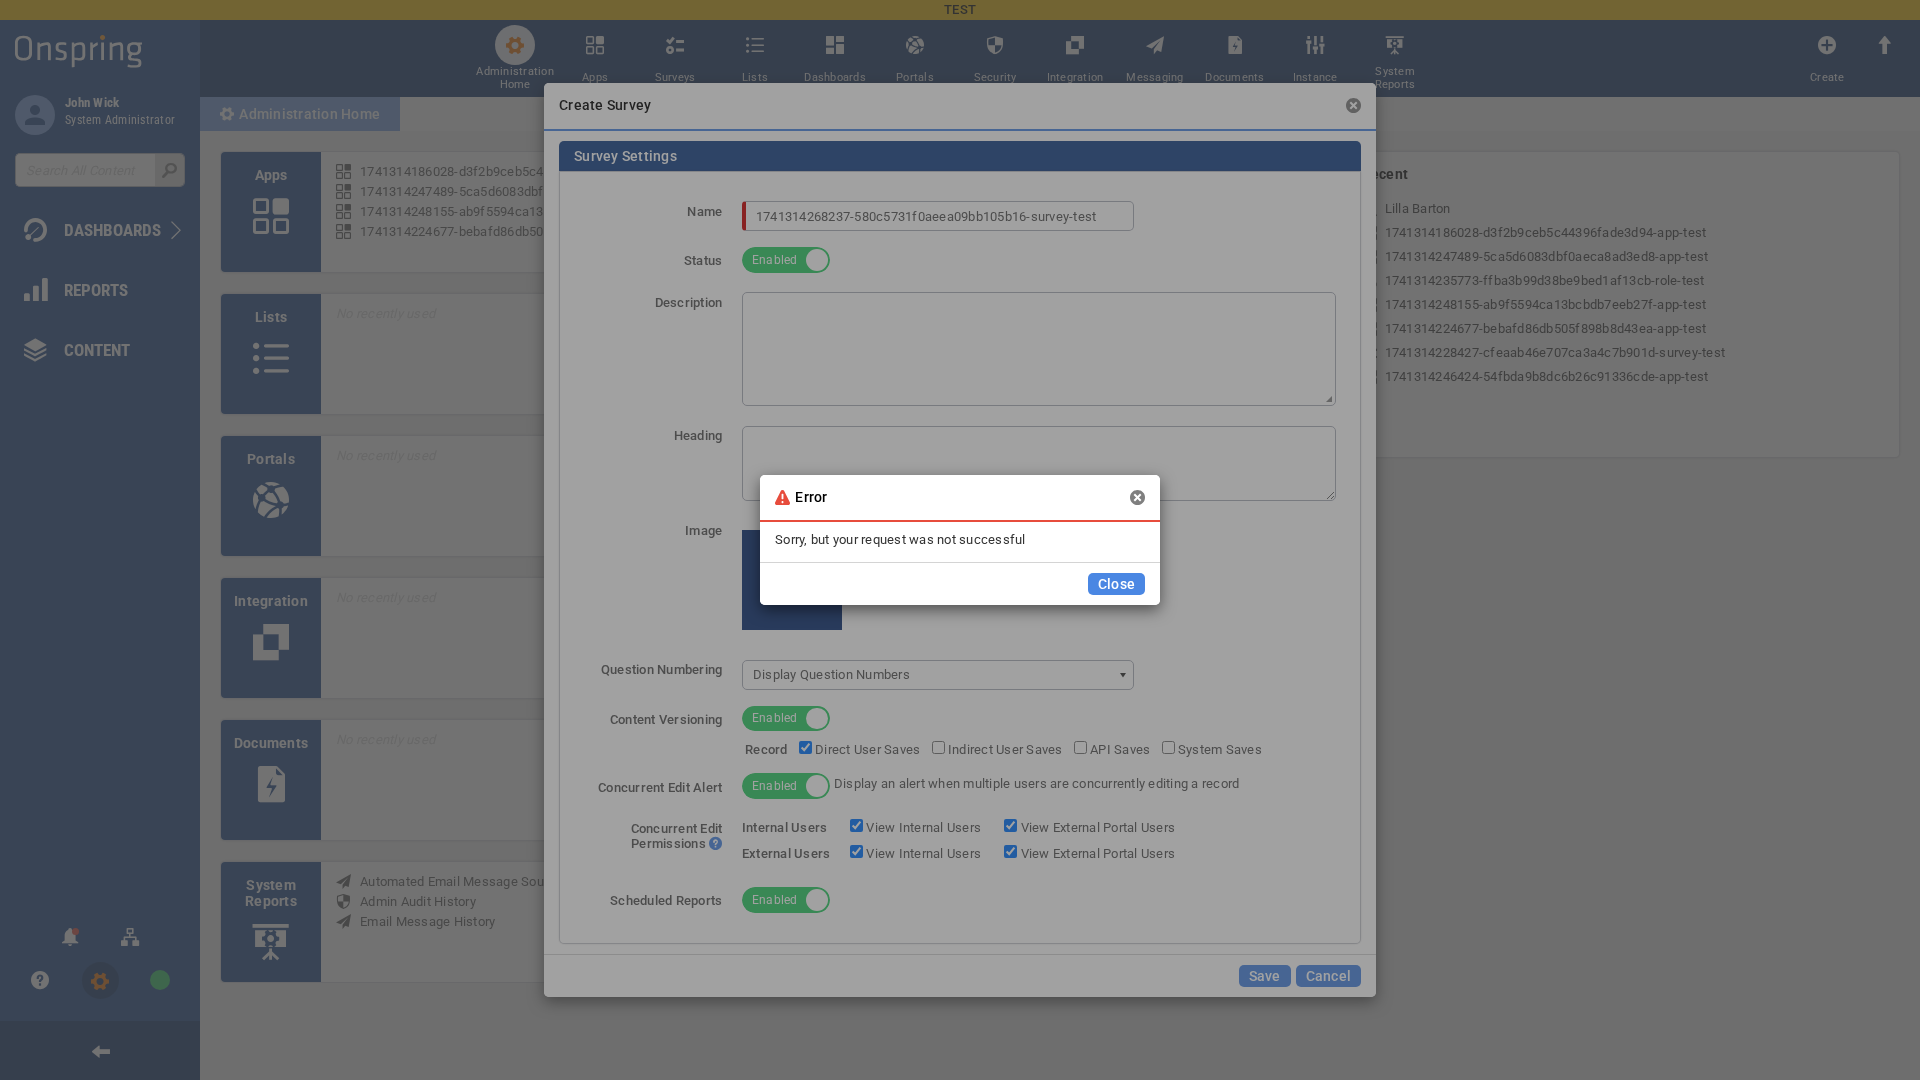 TEST
Onspring
Administration Home
Apps
Surveys
Lists
Dashboards
Portals
Security
Integration
Messaging
Documents
Instance
System Reports
Create
John Wick
System Administrator
Search All Content
DASHBOARDS
REPORTS
CONTENT
Administration Home
Apps
1741314186028-d3f2b9ceb5c4
1741314247489-5ca5d6083dbf
1741314248155-ab9f5594ca13
1741314224677-bebafd86db50
Lists
No recently used
Portals
No recently used
Integration
No recently used
Documents
No recently used
System Reports
Automated Email Message Sou
Admin Audit History
Email Message History
Create Survey
Survey Settings
Name
1741314268237-580c5731f0aeea09bb105b16-survey-test
Status
Enabled
Description
Heading
Image
Error
Sorry, but your request was not successful
Close
Question Numbering
Display Question Numbers
Content Versioning
Enabled
Record Direct User Saves Indirect User Saves API Saves System Saves
Concurrent Edit Alert
Enabled Display an alert when multiple users are concurrently editing a record
Concurrent Edit
Permissions
Internal Users View Internal Users View External Portal Users
External Users View Internal Users View External Portal Users
Scheduled Reports
Enabled
Save Cancel
ecent
Lilla Barton
1741314186028-d3f2b9ceb5c44396fade3d94-app-test
1741314247489-5ca5d6083dbf0aeca8ad3ed8-app-test
1741314235773-ffba3b99d38be9bed1af13cb-role-test
1741314248155-ab9f5594ca13bcbdb7eeb27f-app-test
1741314224677-bebafd86db505f898b8d43ea-app-test
1741314228427-cfeaab46e707ca3a4c7b901d-survey-test
1741314246424-54fbda9b8dc6b26c91336cde-app-test